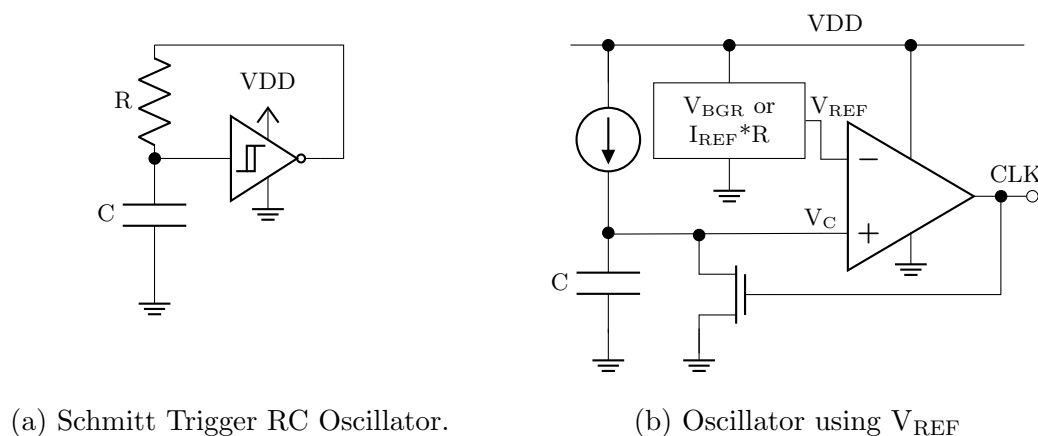 VDD
R
C
(a) Schmitt Trigger RC Oscillator.
VDD
V_BGR or
I_REF*R
V_REF
−
+
CLK
V_C
C
(b) Oscillator using V_REF